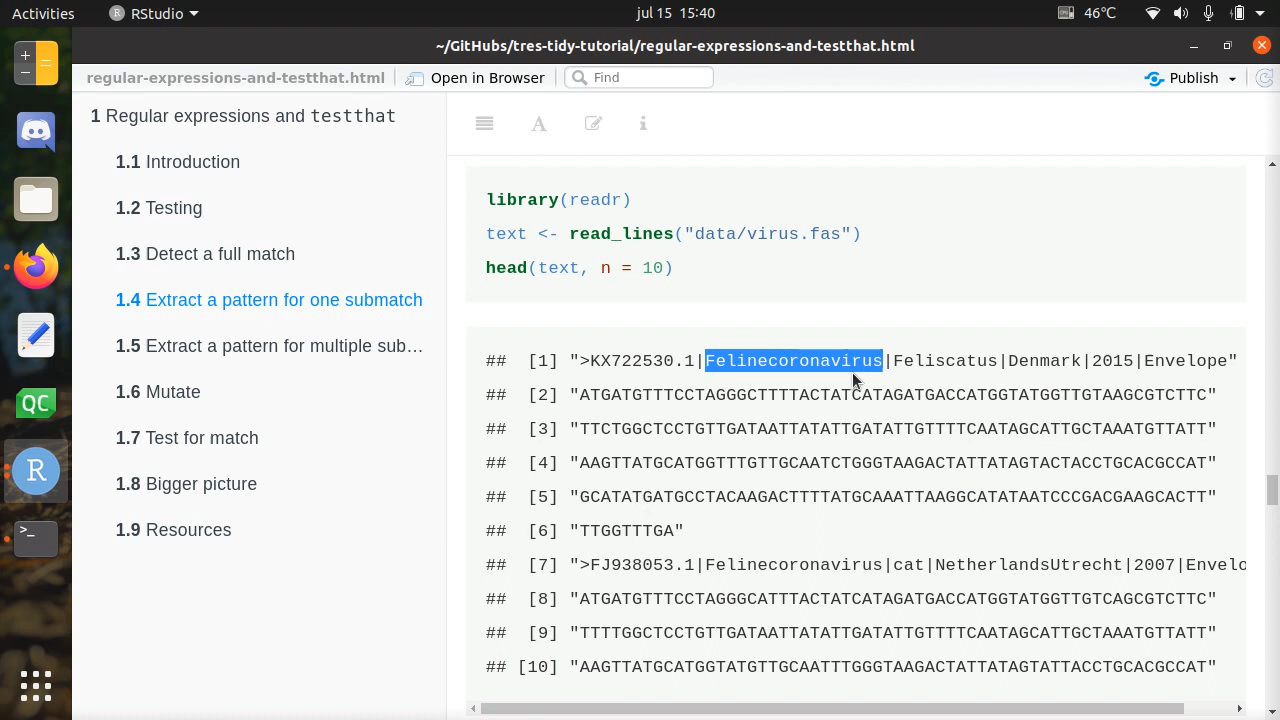 Activities RStudio jul 15 15:40 46°C
~/GitHubs/tres-tidy-tutorial/regular-expressions-and-testthat.html
regular-expressions-and-testthat.html Open in Browser Find Publish
1 Regular expressions and testthat
1.1 Introduction
1.2 Testing
1.3 Detect a full match
1.4 Extract a pattern for one submatch
1.5 Extract a pattern for multiple sub…
1.6 Mutate
1.7 Test for match
1.8 Bigger picture
1.9 Resources
library(readr)
text <- read_lines("data/virus.fas")
head(text, n = 10)
## [1] ">KX722530.1|Felinecoronavirus|Feliscatus|Denmark|2015|Envelope"
## [2] "ATGATGTTTCCTAGGGCTTTTACTATCATAGATGACCATGGTATGGTTGTAAGCGTCTTC"
## [3] "TTCTGGCTCCTGTTGATAATTATATTGATATTGTTTTCAATAGCATTGCTAAATGTTATT"
## [4] "AAGTTATGCATGGTTTGTTGCAATCTGGGTAAGACTATTATAGTACTACCTGCACGCCAT"
## [5] "GCATATGATGCCTACAAGACTTTTATGCAAATTAAGGCATATAATCCCGACGAAGCACTT"
## [6] "TTGGTTTGA"
## [7] ">FJ938053.1|Felinecoronavirus|cat|NetherlandsUtrecht|2007|Envelo
## [8] "ATGATGTTTCCTAGGGCATTTACTATCATAGATGACCATGGTATGGTTGTCAGCGTCTTC"
## [9] "TTTTGGCTCCTGTTGATAATTATATTGATATTGTTTTCAATAGCATTGCTAAATGTTATT"
## [10] "AAGTTATGCATGGTATGTTGCAATTTGGGTAAGACTATTATAGTATTACCTGCACGCCAT"